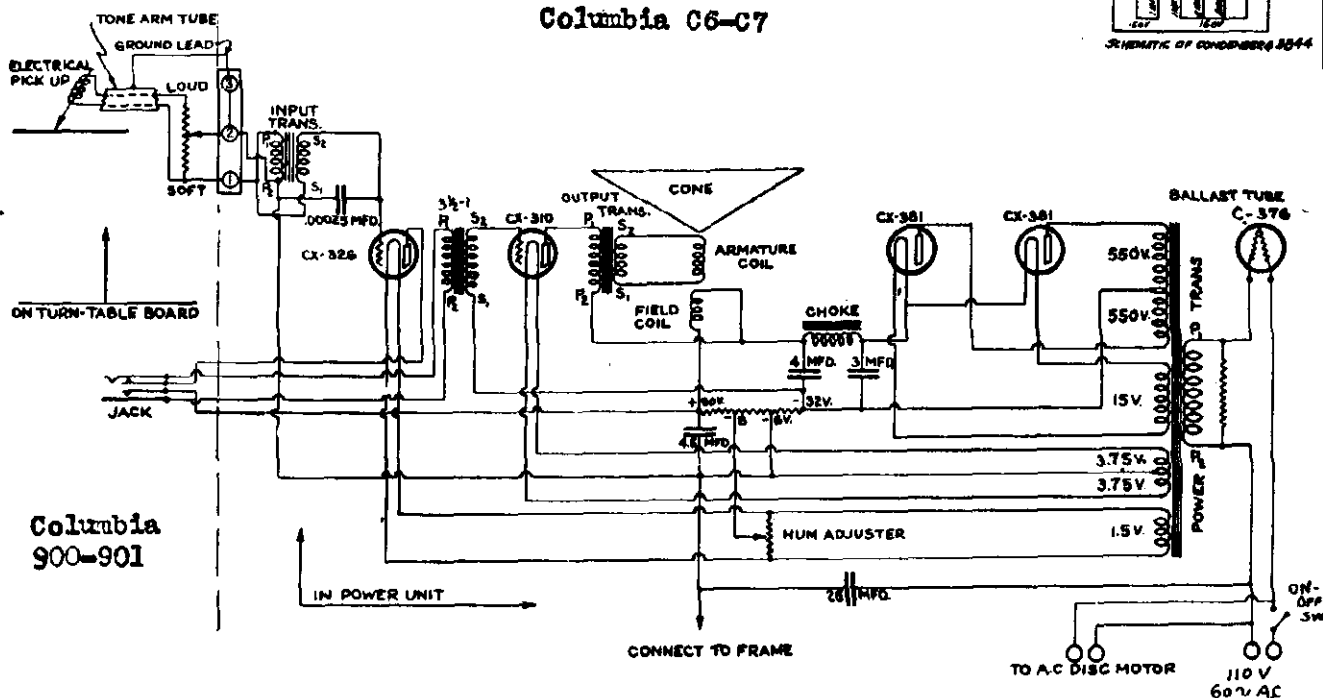 Columbia C6-C7
SCHEMATIC OF CONDENSERS 3544
TONE ARM TUBE
GROUND LEAD
ELECTRICAL
PICK UP
LOUD
SOFT
3
2
1
INPUT
TRANS.
P1
S2
P2
S1
.00025 MFD.
CX-326
3½-1
P1
S2
P2
S1
CX-310
OUTPUT
TRANS.
P1
S2
P2
S1
CONE
ARMATURE
COIL
FIELD
COIL
CHOKE
4 MFD.
3 MFD
CX-381
CX-381
BALLAST TUBE
C-376
550V.
550V.
15V.
3.75V.
3.75V.
1.5V.
POWER TRANS
ON TURN-TABLE BOARD
JACK
+90V.
-B
-6V.
-32V.
MFD
HUM ADJUSTER
Columbia
900-901
IN POWER UNIT
MFD.
CONNECT TO FRAME
TO A.C DISC MOTOR
ON-
OFF
SW
110 V
60~ AC